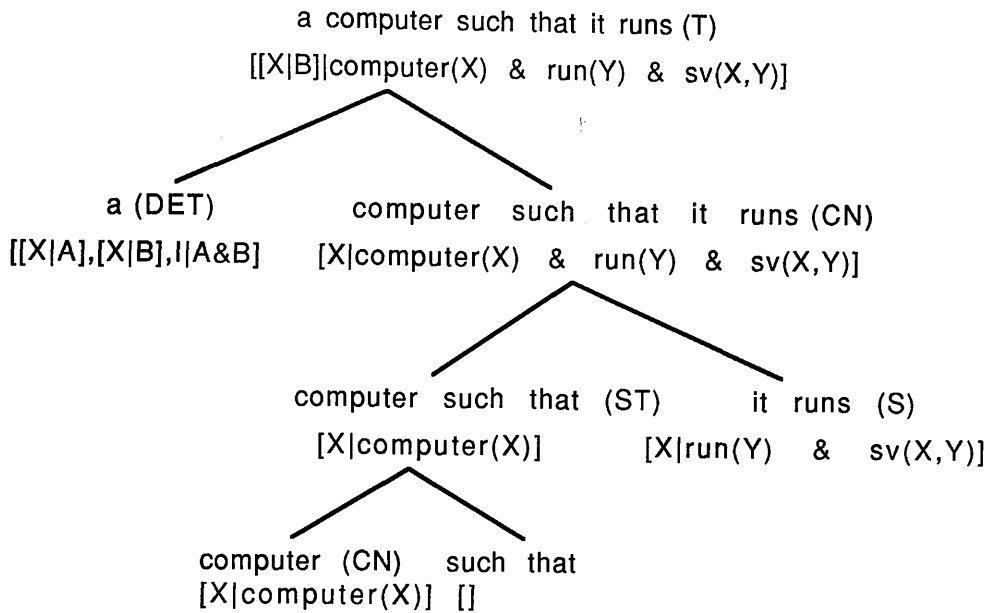 a computer such that it runs (T)
[[X|B]|computer(X) & run(Y) & sv(X,Y)]
a (DET) computer such that it runs (CN)
[[X|A],[X|B],I|A&B] [X|computer(X) & run(Y) & sv(X,Y)]
computer such that (ST) it runs (S)
[X|computer(X)] [X|run(Y) & sv(X,Y)]
computer (CN) such that
[X|computer(X)] []